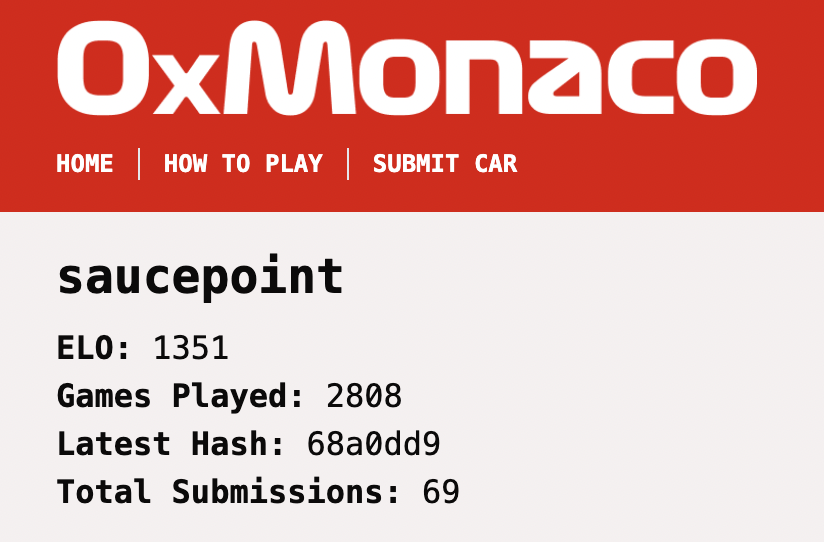 0xMonaco
HOME | HOW TO PLAY | SUBMIT CAR
saucepoint
ELO: 1351
Games Played: 2808
Latest Hash: 68a0dd9
Total Submissions: 69